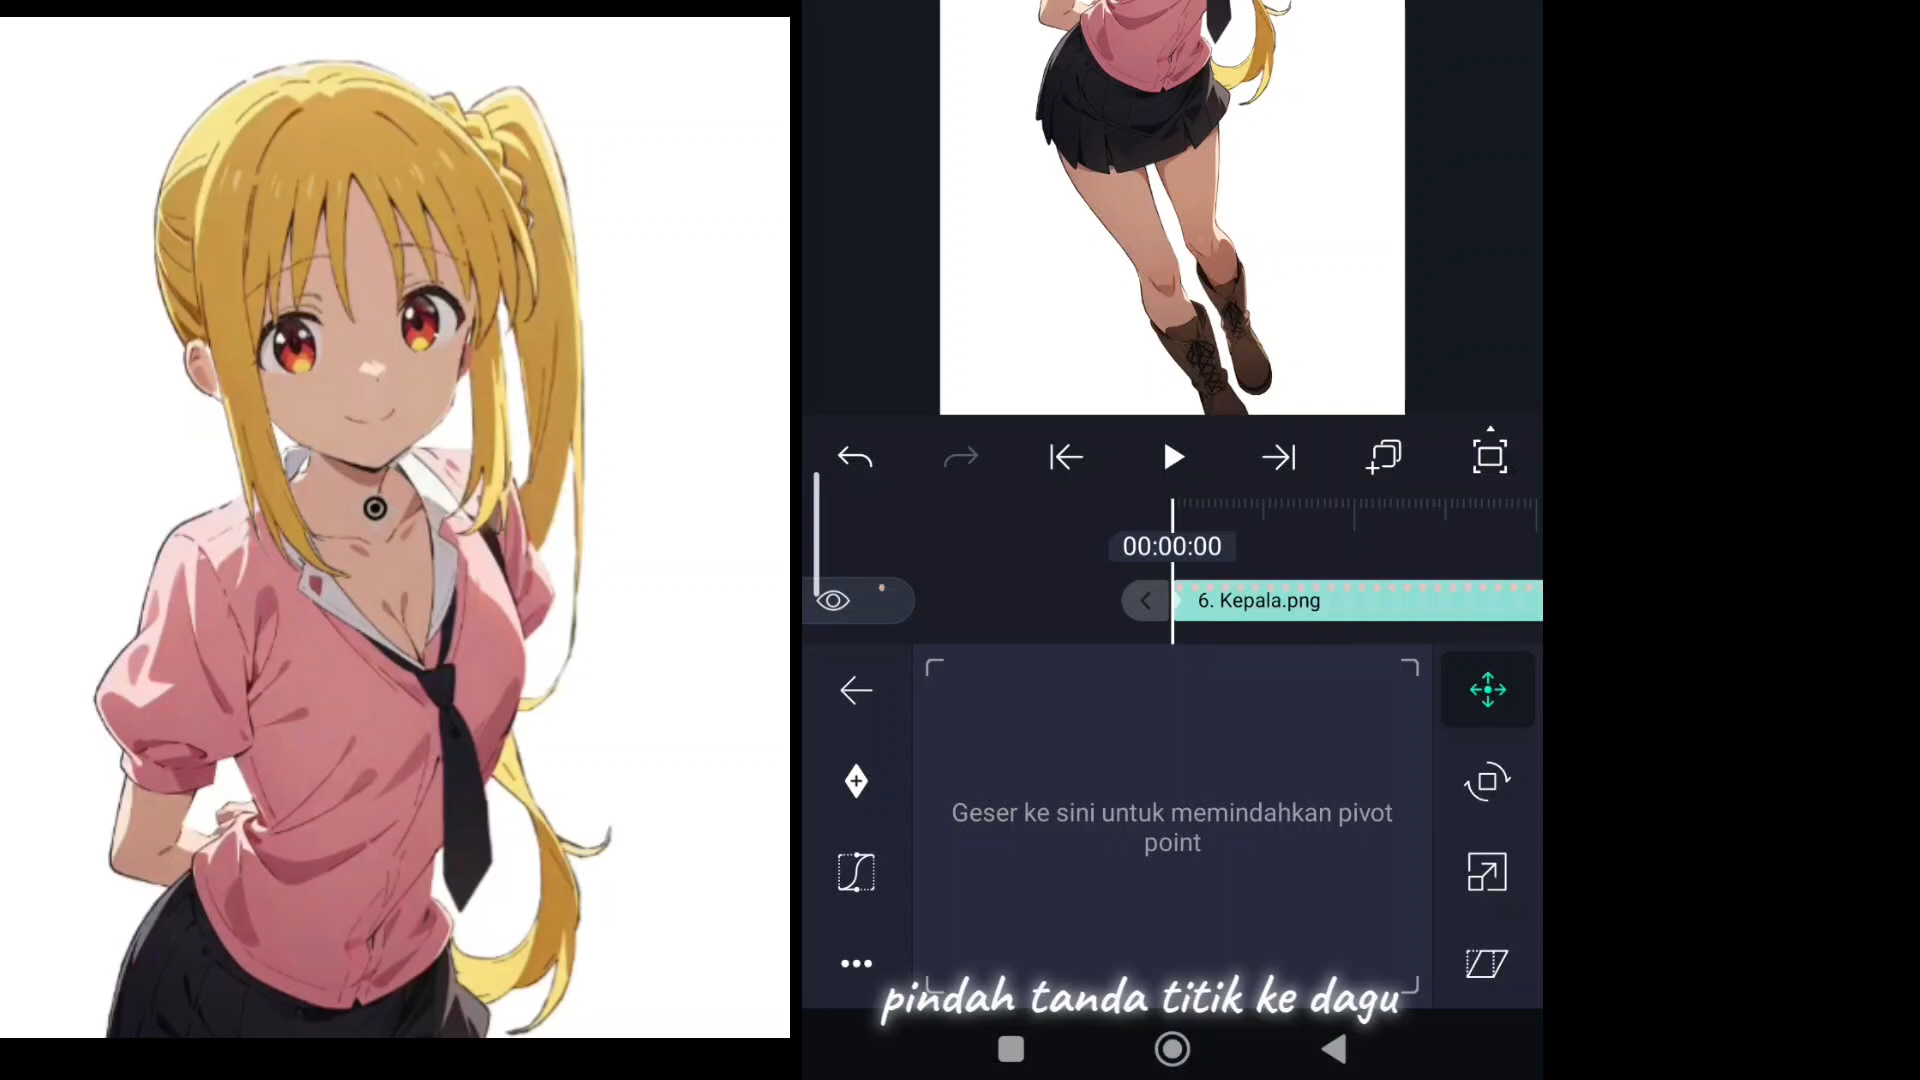 00:00:00
6. Kepala.png
Geser ke sini untuk memindahkan pivot
point
pindah tanda titik ke dagu